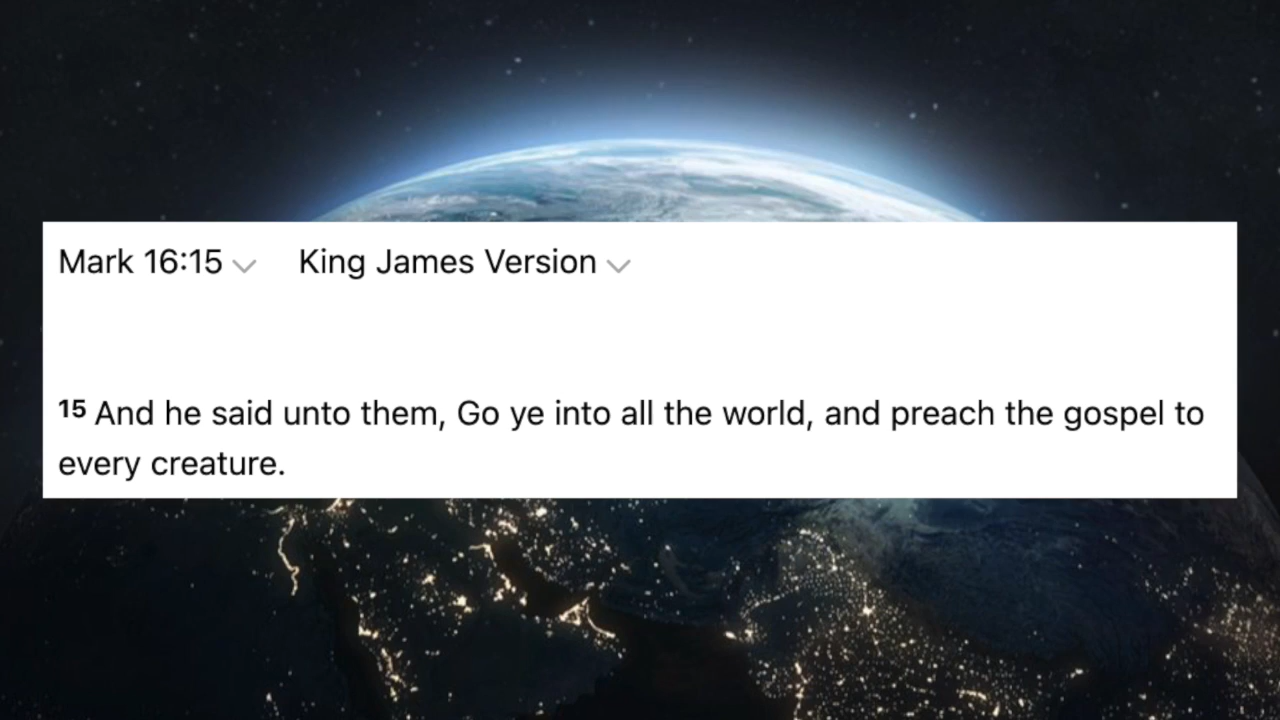 Mark 16:15 King James Version
15 And he said unto them, Go ye into all the world, and preach the gospel to
every creature.